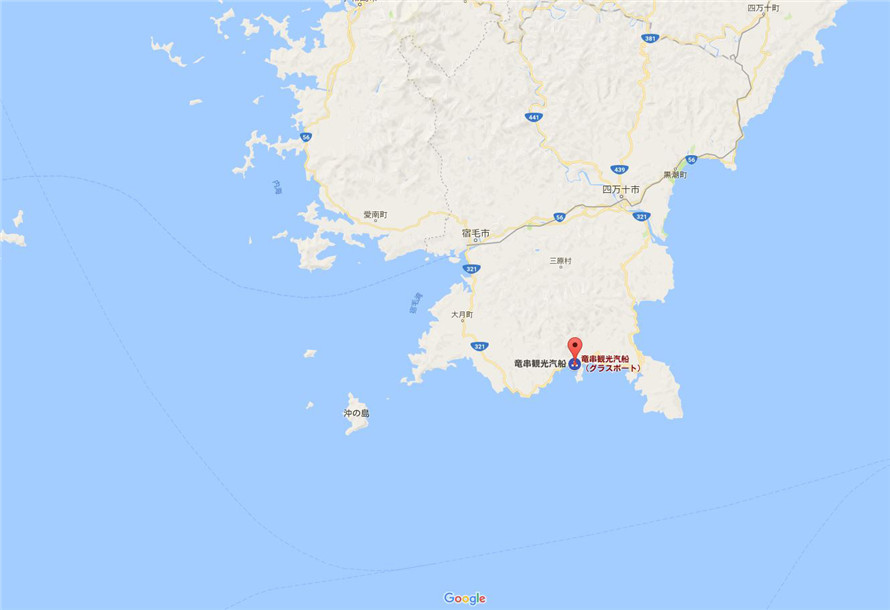 四万十町
381
441
56
439
56
黒潮町
四万十市
56
321
愛南町
宿毛市
321
三原村
大月町
321
竜串観光汽船
竜串観光汽船
(グラスボート)
沖の島
Google